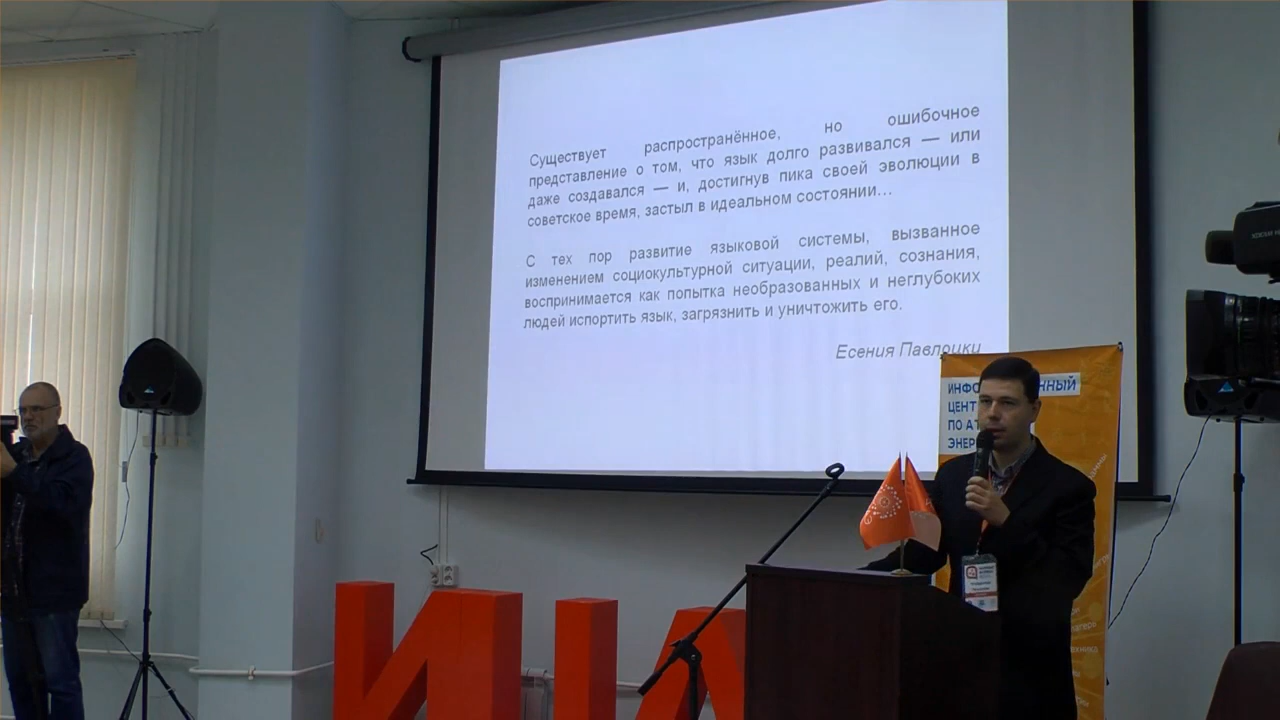 Существует распространённое, но ошибочное
представление о том, что язык долго развивался — или
даже создавался — и, достигнув пика своей эволюции в
советское время, застыл в идеальном состоянии…
С тех пор развитие языковой системы, вызванное
изменением социокультурной ситуации, реалий, сознания,
воспринимается как попытка необразованных и неглубоких
людей испортить язык, загрязнить и уничтожить его.
Есения Павлоцки
ИНФО ННЫЙ
ЦЕНТ
ПО АТ
ЭНЕР